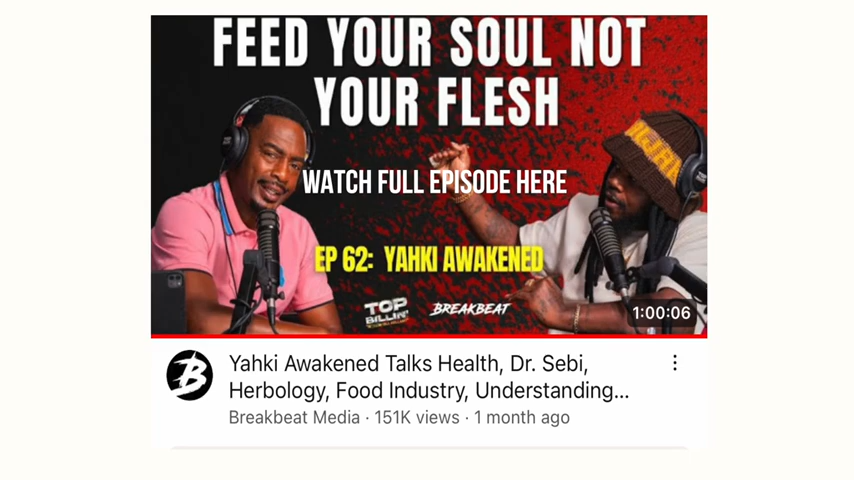 FEED YOUR SOUL NOT
YOUR FLESH
WATCH FULL EPISODE HERE
EP 62: YAHKI AWAKENED
TOP
BILLIN'
BREAKBEAT
1:00:06
Yahki Awakened Talks Health, Dr. Sebi,
Herbology, Food Industry, Understanding...
Breakbeat Media · 151K views · 1 month ago